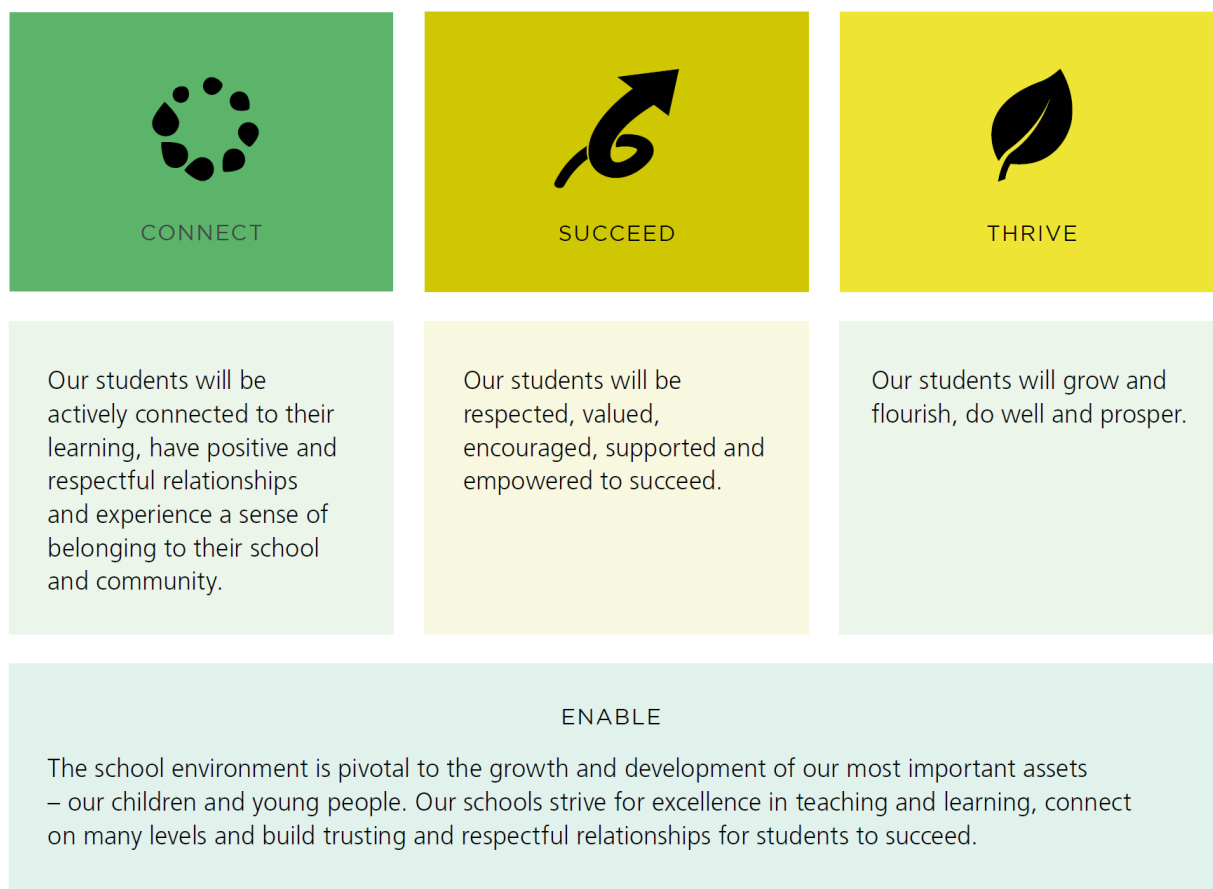 CONNECT
SUCCEED
THRIVE
Our students will be
actively connected to their
learning, have positive and
respectful relationships
and experience a sense of
belonging to their school
and community.
Our students will be
respected, valued,
encouraged, supported and
empowered to succeed.
Our students will grow and
flourish, do well and prosper.
ENABLE
The school environment is pivotal to the growth and development of our most important assets
– our children and young people. Our schools strive for excellence in teaching and learning, connect
on many levels and build trusting and respectful relationships for students to succeed.